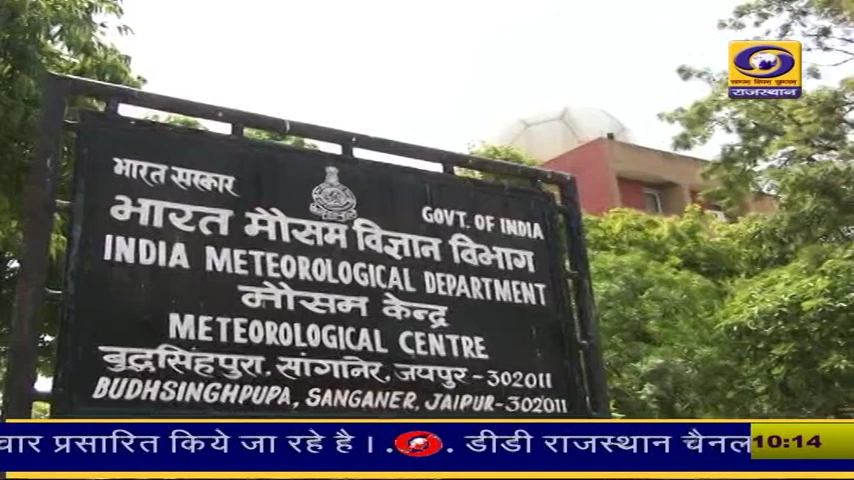 राजस्थान
भारत सरकार
GOVT. OF INDIA
भारत मौसम विज्ञान विभाग
INDIA METEOROLOGICAL DEPARTMENT
मौसम केन्द्र
METEOROLOGICAL CENTRE
बुद्धसिंहपुरा, सांगानेर, जयपुर - 302011
BUDHSINGHPUPA, SANGANER, JAIPUR-302011
वार प्रसारित किये जा रहे है ।.. डीडी राजस्थान चैनल
10:14